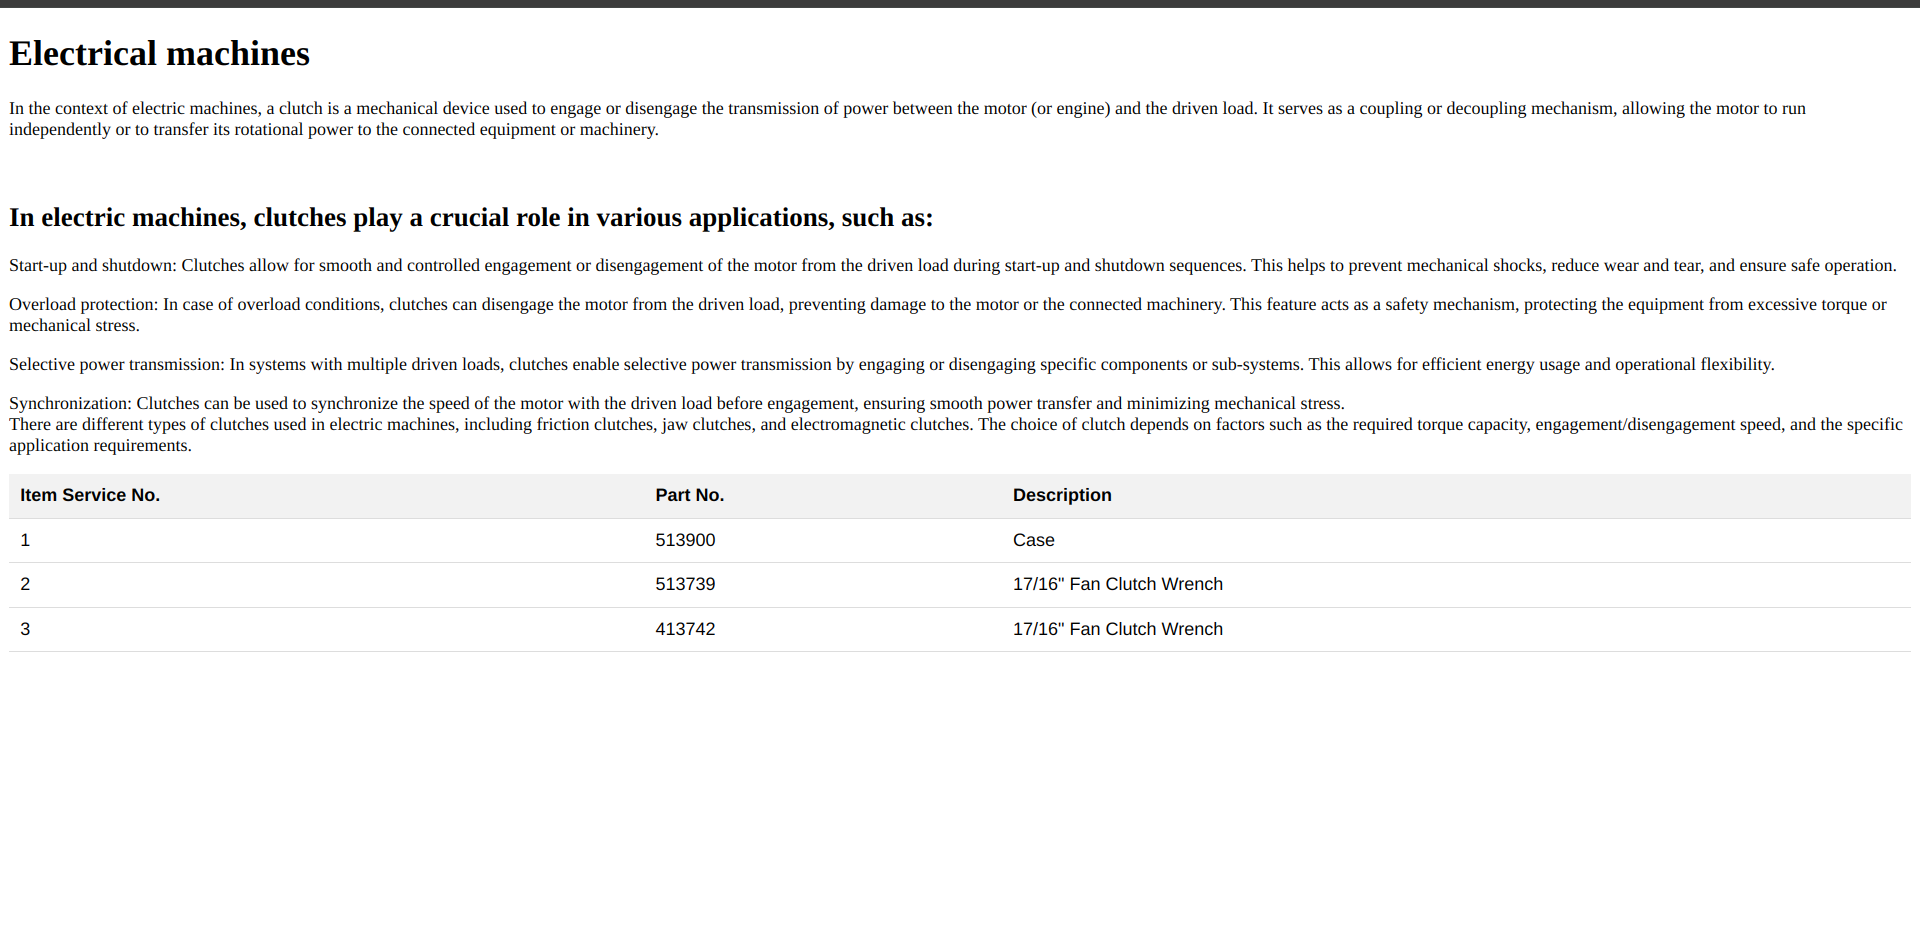 Electrical machines
In the context of electric machines, a clutch is a mechanical device used to engage or disengage the transmission of power between the motor (or engine) and the driven load. It serves as a coupling or decoupling mechanism, allowing the motor to run
independently or to transfer its rotational power to the connected equipment or machinery.
In electric machines, clutches play a crucial role in various applications, such as:
Start-up and shutdown: Clutches allow for smooth and controlled engagement or disengagement of the motor from the driven load during start-up and shutdown sequences. This helps to prevent mechanical shocks, reduce wear and tear, and ensure safe operation.
Overload protection: In case of overload conditions, clutches can disengage the motor from the driven load, preventing damage to the motor or the connected machinery. This feature acts as a safety mechanism, protecting the equipment from excessive torque or
mechanical stress.
Selective power transmission: In systems with multiple driven loads, clutches enable selective power transmission by engaging or disengaging specific components or sub-systems. This allows for efficient energy usage and operational flexibility.
Synchronization: Clutches can be used to synchronize the speed of the motor with the driven load before engagement, ensuring smooth power transfer and minimizing mechanical stress.
There are different types of clutches used in electric machines, including friction clutches, jaw clutches, and electromagnetic clutches. The choice of clutch depends on factors such as the required torque capacity, engagement/disengagement speed, and the specific
application requirements.
Item Service No. Part No. Description
1 513900 Case
2 513739 17/16" Fan Clutch Wrench
3 413742 17/16" Fan Clutch Wrench